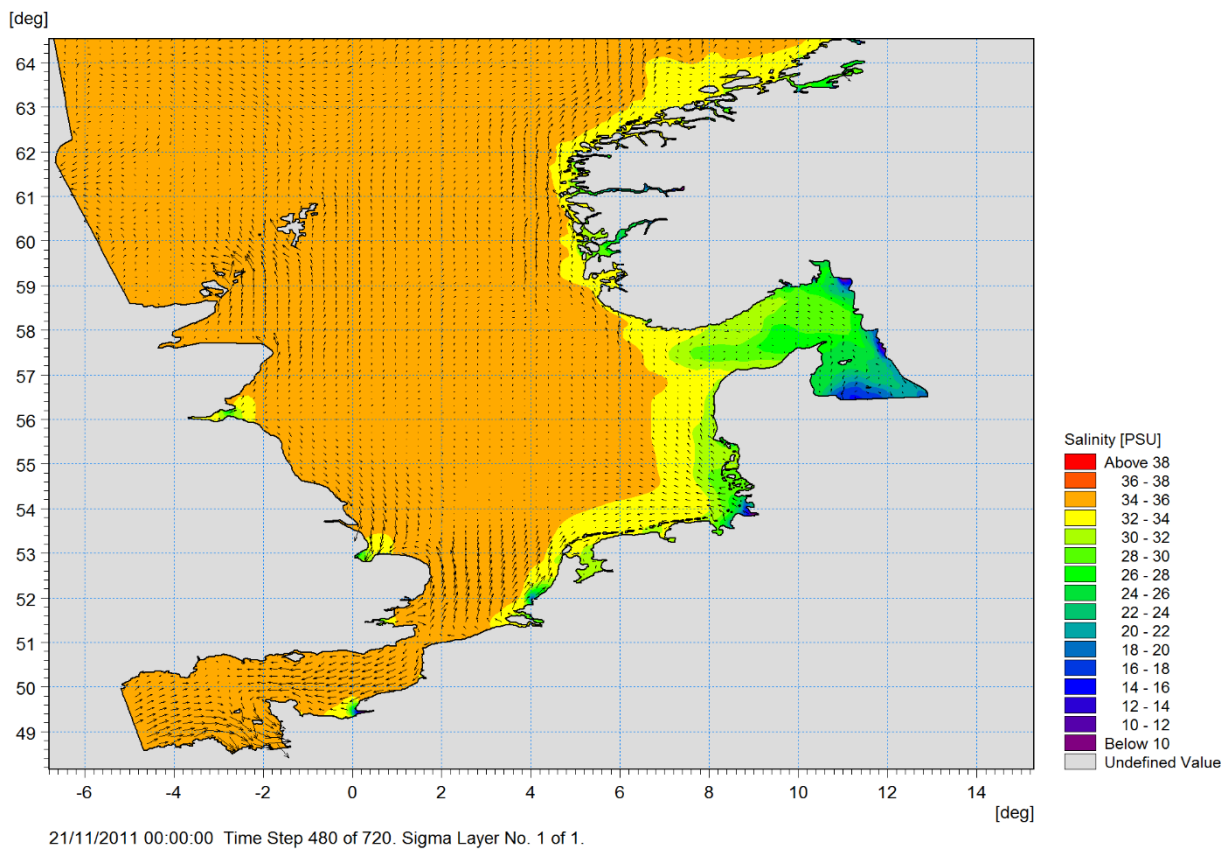 [deg]
64
63
62
61
60
59
58
57
56
55
54
53
52
51
50
49
-6 -4 -2 0 2 4 6 8 10 12 14
[deg]
Salinity [PSU]
Above 38
36 - 38
34 - 36
32 - 34
30 - 32
28 - 30
26 - 28
24 - 26
22 - 24
20 - 22
18 - 20
16 - 18
14 - 16
12 - 14
10 - 12
Below 10
Undefined Value
21/11/2011 00:00:00 Time Step 480 of 720. Sigma Layer No. 1 of 1.